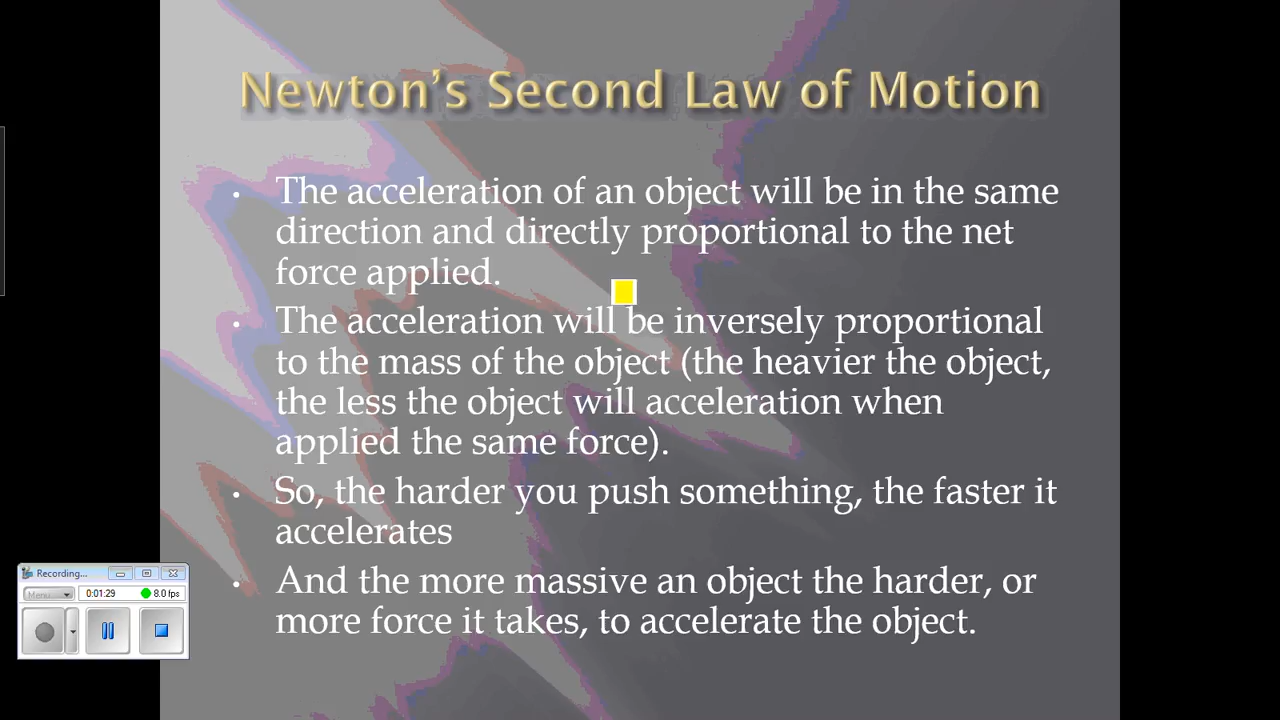 Newton's Second Law of Motion
• The acceleration of an object will be in the same
direction and directly proportional to the net
force applied.
• The acceleration will be inversely proportional
to the mass of the object (the heavier the object,
the less the object will acceleration when
applied the same force).
• So, the harder you push something, the faster it
accelerates
• And the more massive an object the harder, or
more force it takes, to accelerate the object.
Recording...
Menu 0:01:29 8.0 fps